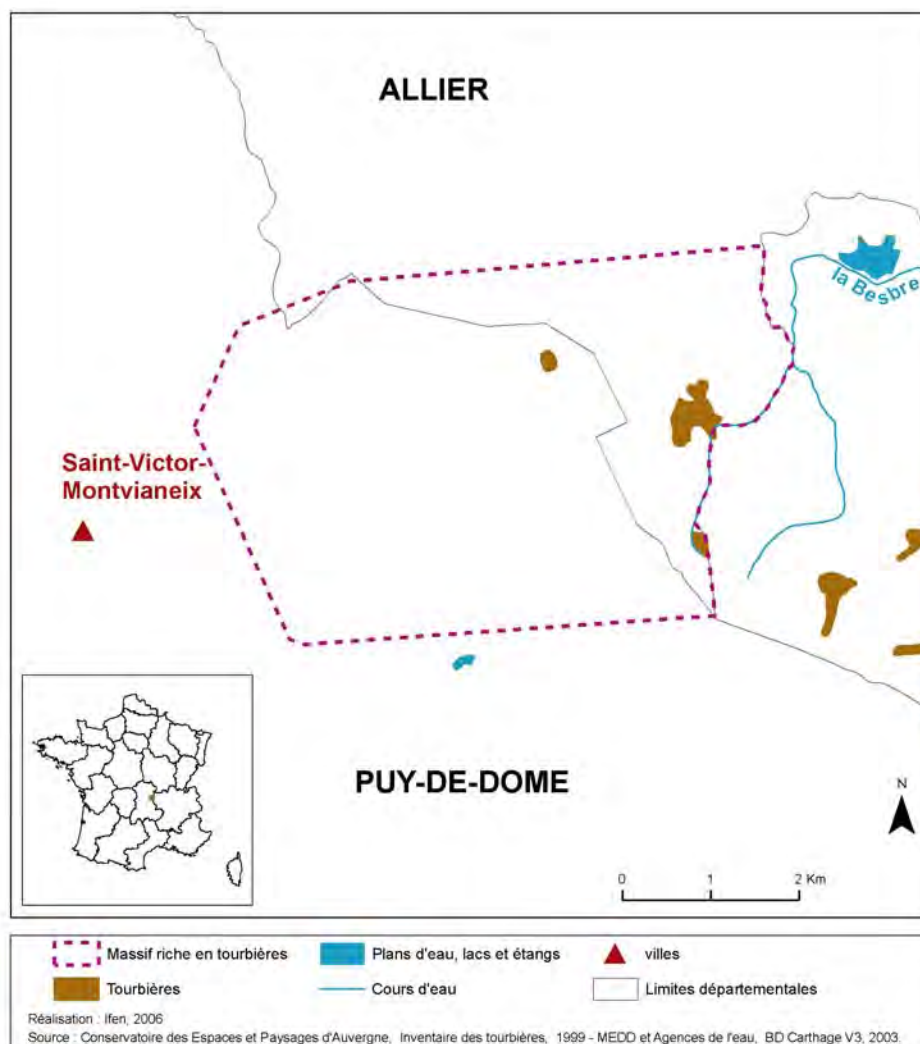 ALLIER
la Besbre
Saint-Victor-
Montvianeix
PUY-DE-DOME
N
0 1 2 Km
Massif riche en tourbières
Plans d'eau, lacs et étangs
villes
Tourbières
Cours d'eau
Limites départementales
Réalisation : Ifen, 2006
Source : Conservatoire des Espaces et Paysages d'Auvergne, Inventaire des tourbières, 1999 - MEDD et Agences de l'eau, BD Carthage V3, 2003.